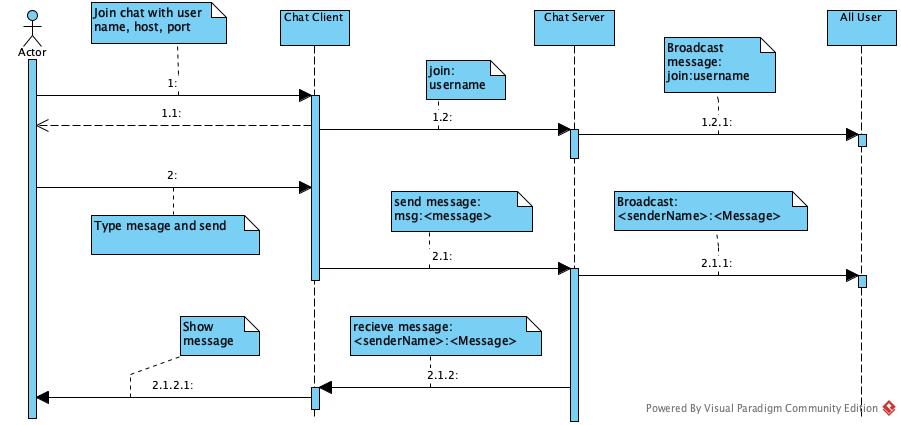 Join chat with user
name, host, port
Chat Client
Chat Server
All User
Actor
Broadcast
message:
join:username
join:
username
1:
1.1:
1.2:
1.2.1:
2:
send message:
msg:<message>
Broadcast:
<senderName>:<Message>
Type mesage and send
2.1:
2.1.1:
Show
message
recieve message:
<senderName>:<Message>
2.1.2:
2.1.2.1:
Powered By Visual Paradigm Community Edition